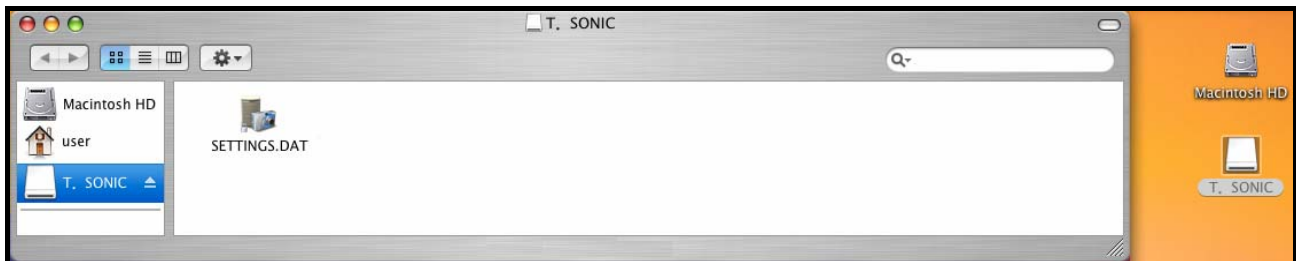 T. SONIC
Macintosh HD
user
T. SONIC
SETTINGS.DAT
Macintosh HD
T. SONIC